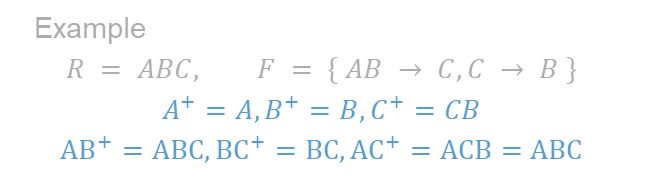 Example
R = ABC, F = { AB → C, C → B }
A⁺ = A, B⁺ = B, C⁺ = CB
AB⁺ = ABC, BC⁺ = BC, AC⁺ = ACB = ABC